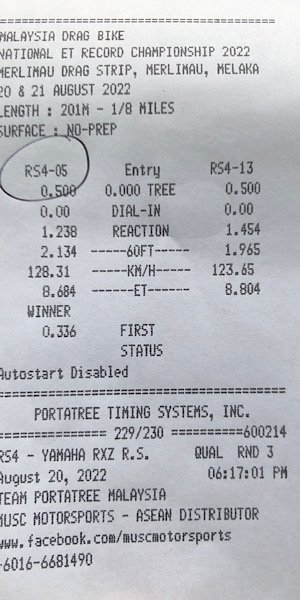 MALAYSIA DRAG BIKE
NATIONAL ET RECORD CHAMPIONSHIP 2022
MERLIMAU DRAG STRIP, MERLIMAU, MELAKA
20 & 21 AUGUST 2022
LENGTH : 201M - 1/8 MILES
SURFACE : NO-PREP
RS4-05 Entry RS4-13
0.500 0.000 TREE 0.500
0.00 DIAL-IN 0.00
1.238 REACTION 1.454
2.134 ------60FT------ 1.965
128.31 ------KM/H------ 123.65
8.684 -------ET------- 8.804
WINNER
0.336 FIRST
STATUS
Autostart Disabled
PORTATREE TIMING SYSTEMS, INC.
============ 229/230 ==========600214
RS4 - YAMAHA RXZ R.S. QUAL RND 3
August 20, 2022 06:17:01 PM
TEAM PORTATREE MALAYSIA
MUSC MOTORSPORTS - ASEAN DISTRIBUTOR
www.facebook.com/muscmotorsports
-6016-6681490